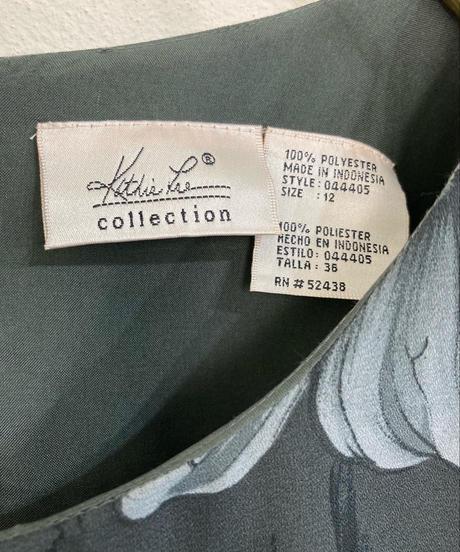 Kathie Lee ®
collection
100% POLYESTER
MADE IN INDONESIA
STYLE: 044405
SIZE : 12
100% POLIESTER
HECHO EN INDONESIA
ESTILO: 044405
TALLA : 36
RN # 52438